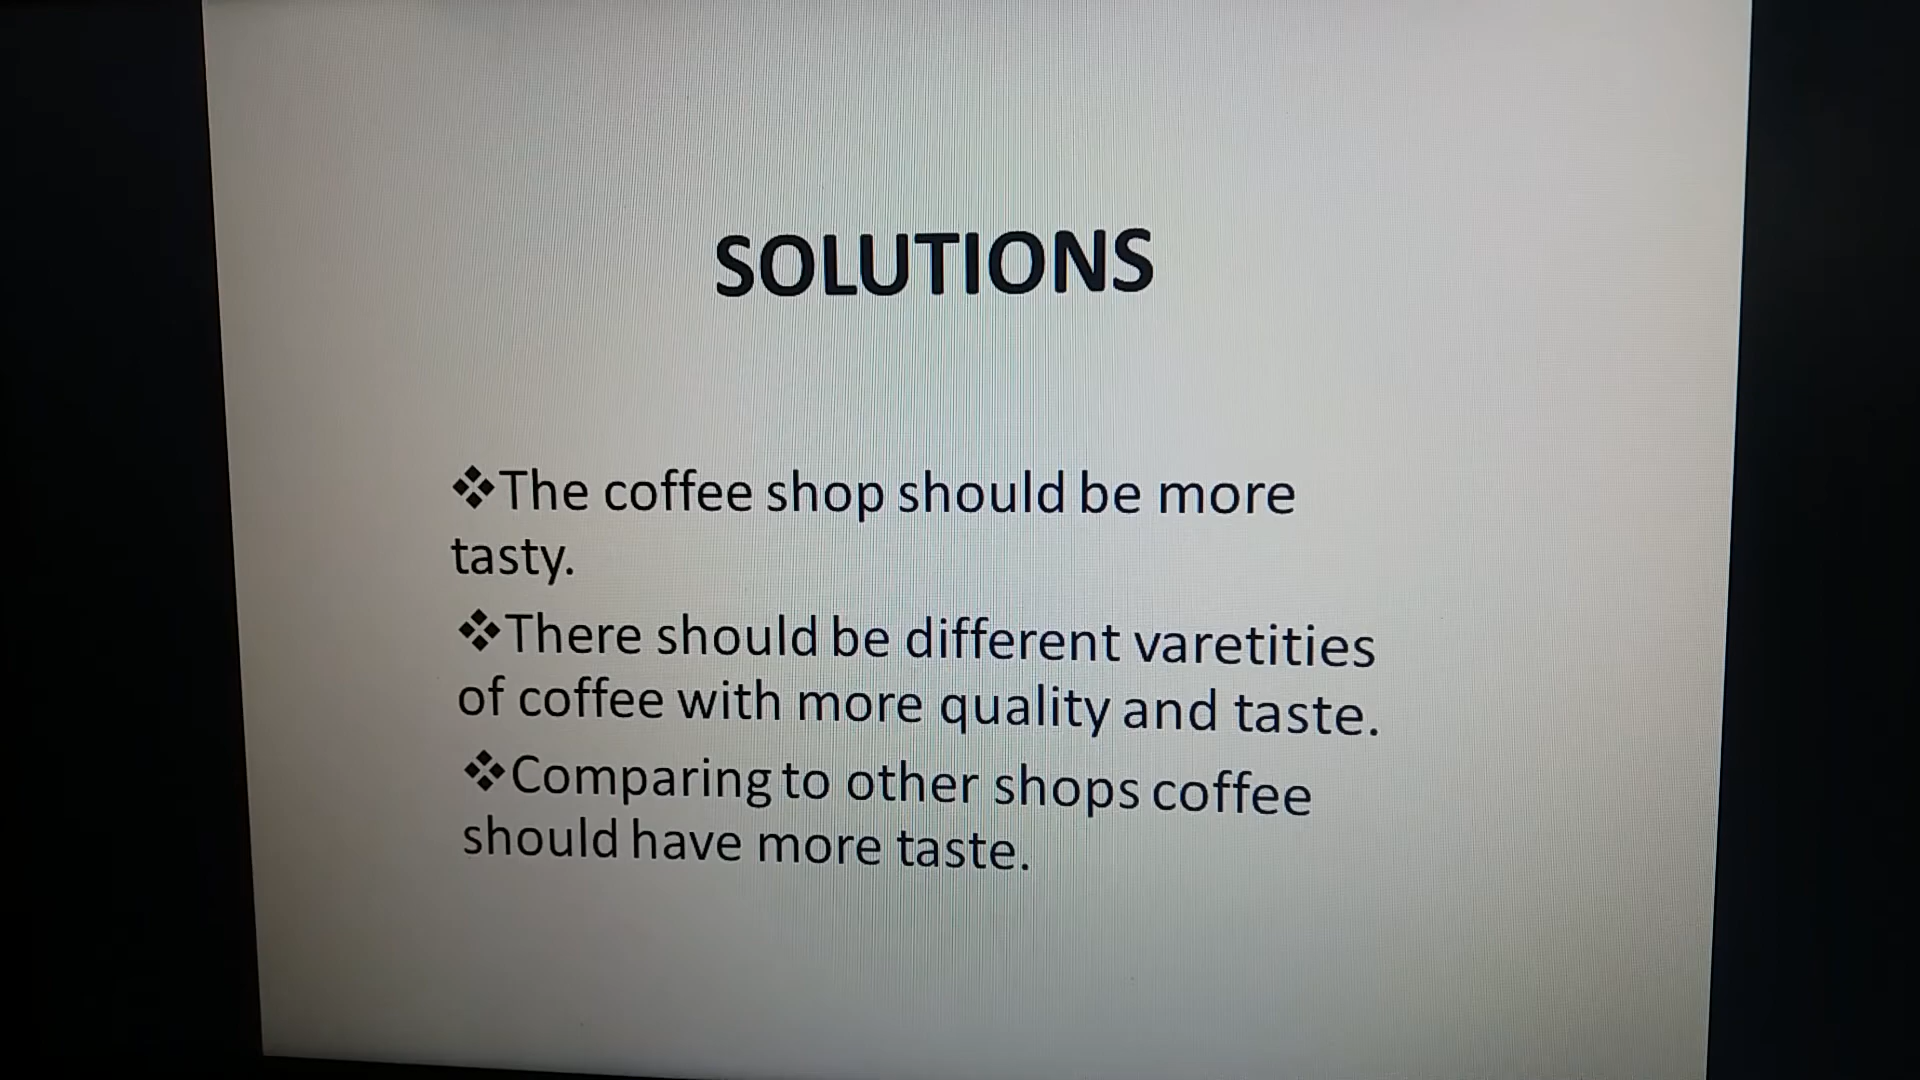 SOLUTIONS
❖The coffee shop should be more
tasty.
❖There should be different varetities
of coffee with more quality and taste.
❖Comparing to other shops coffee
should have more taste.